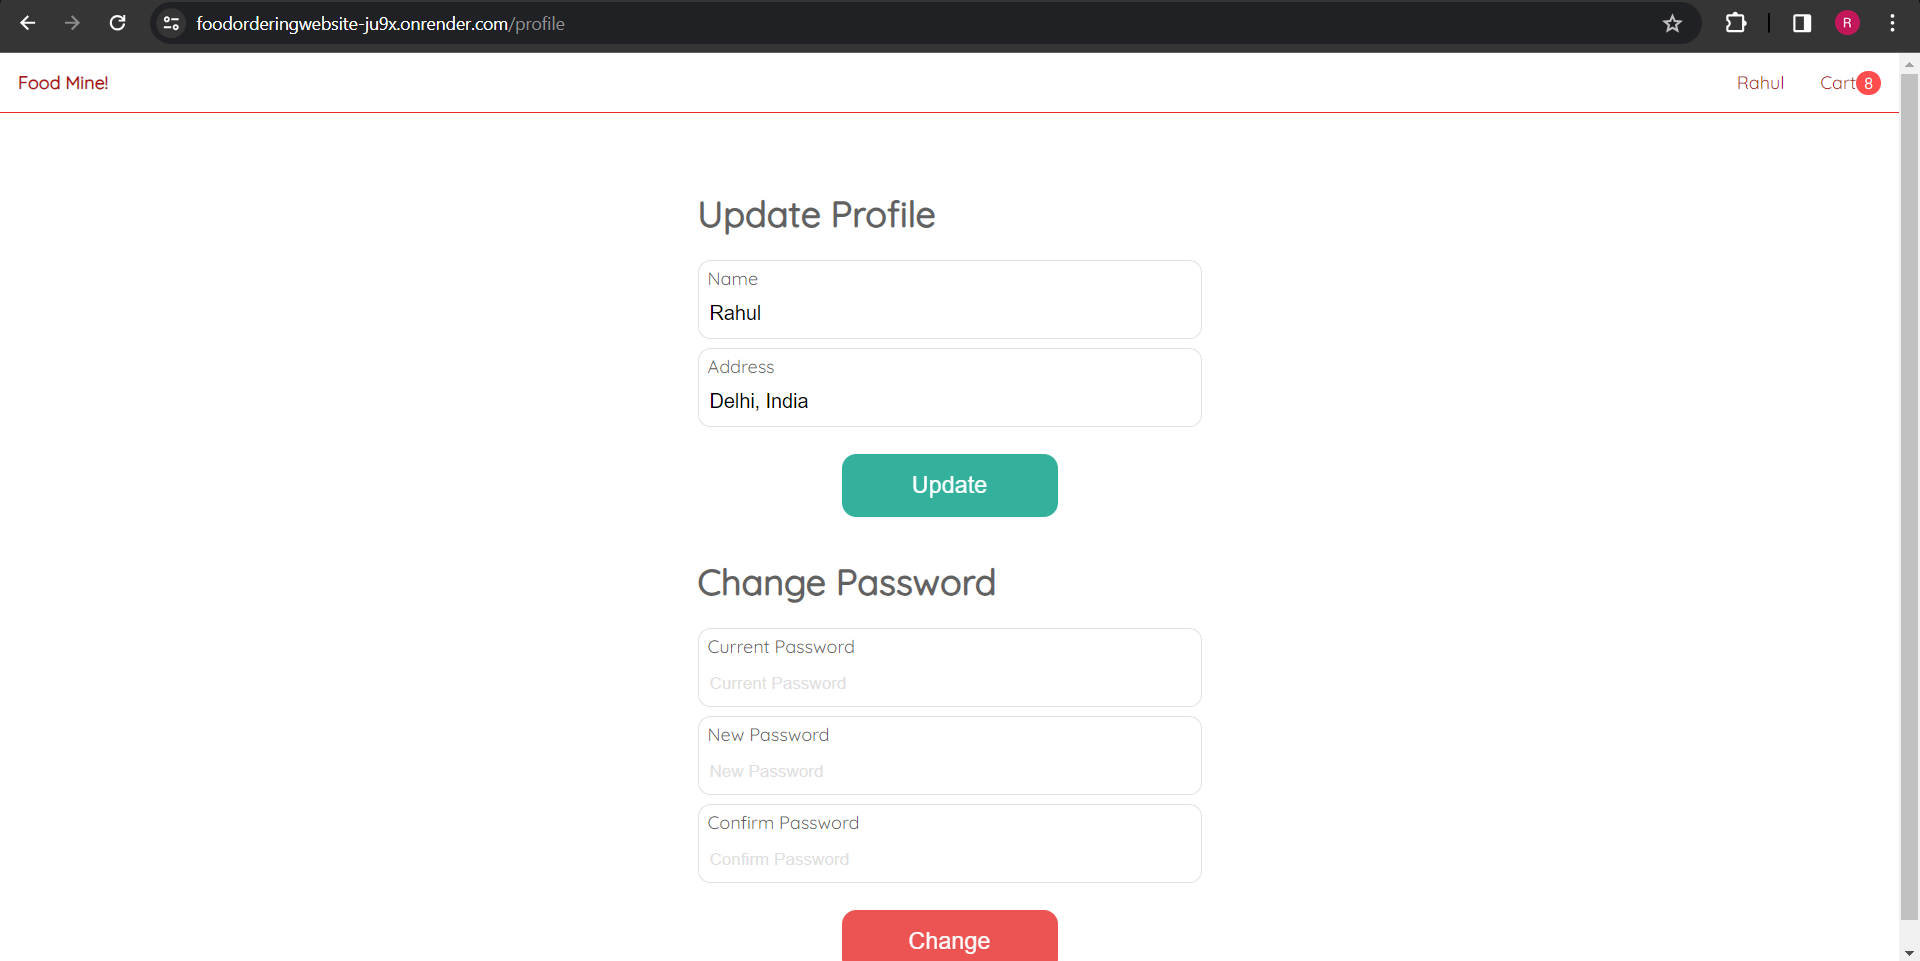 foodorderingwebsite-ju9x.onrender.com/profile
R
Food Mine!
Rahul
Cart 8
Update Profile
Name
Rahul
Address
Delhi, India
Update
Change Password
Current Password
Current Password
New Password
New Password
Confirm Password
Confirm Password
Change